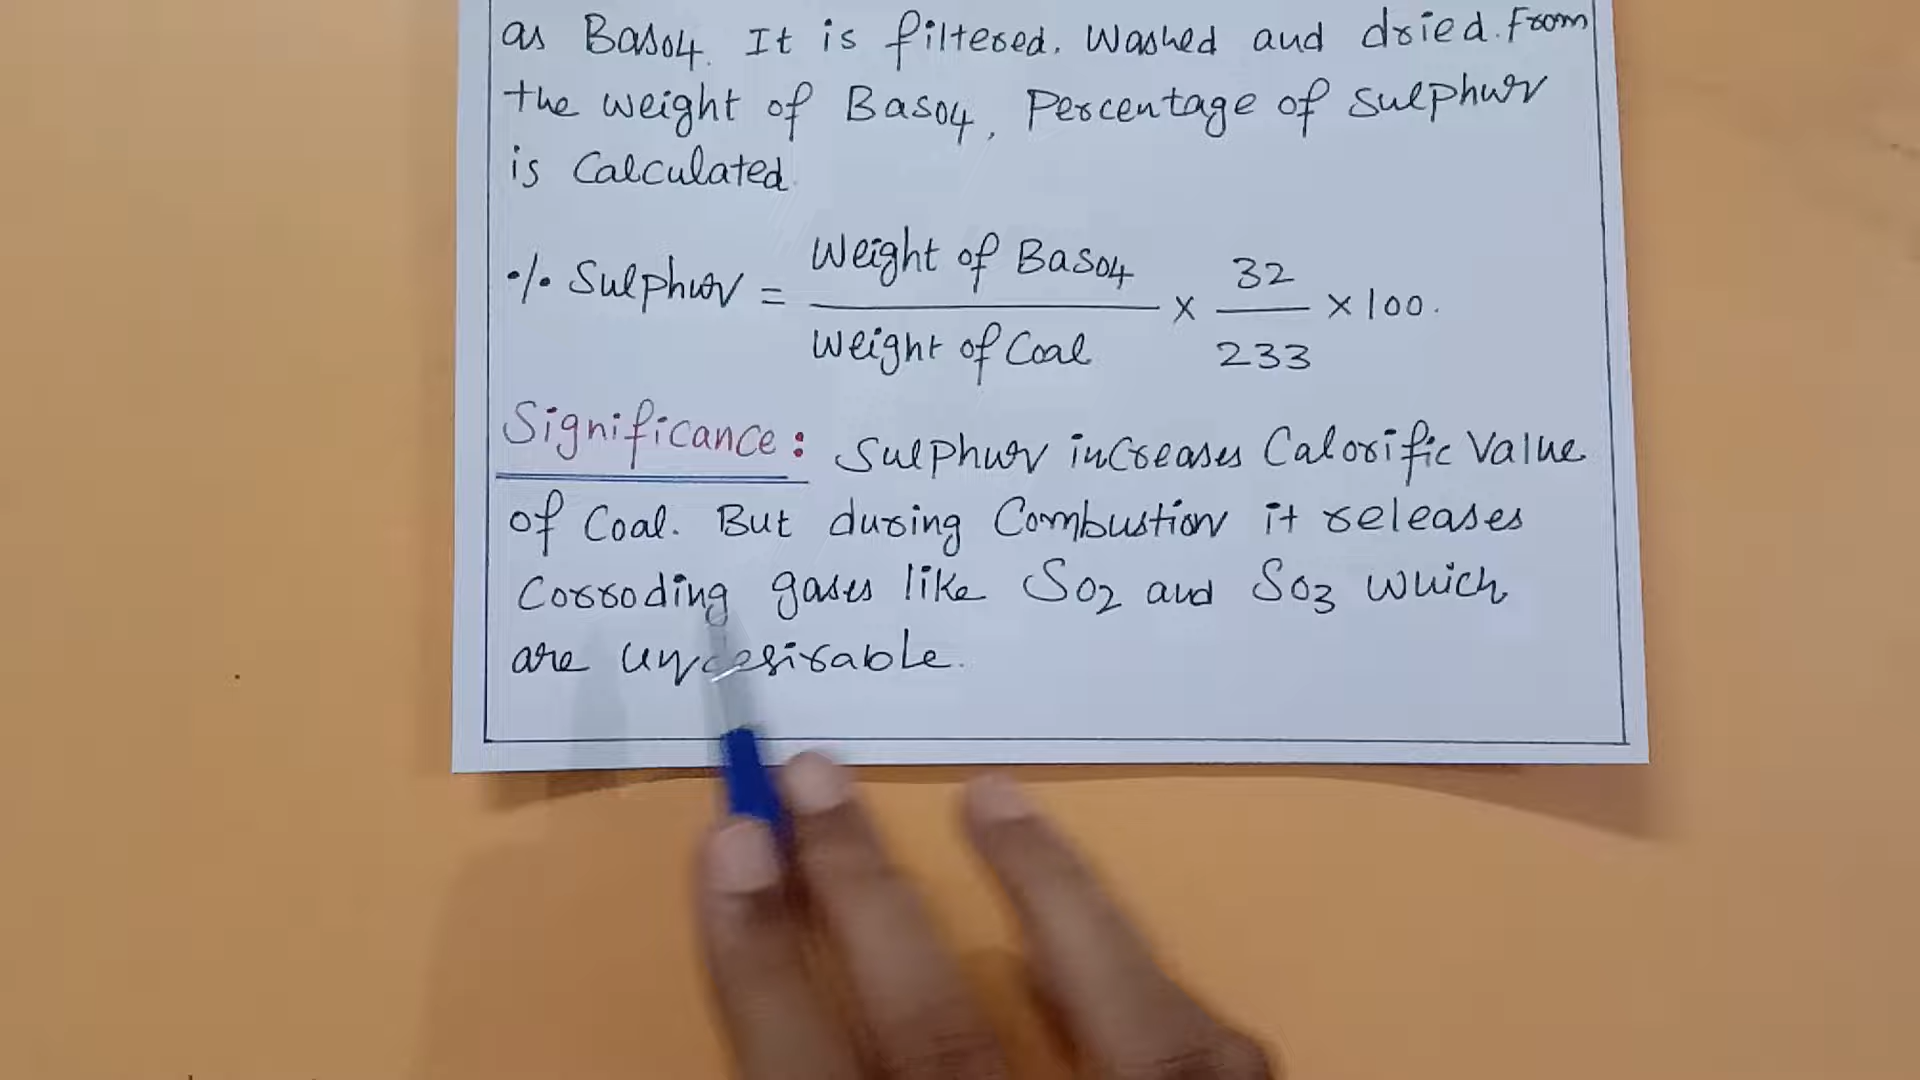 as BaSO4. It is filtered. Washed and dried. From
the weight of BaSO4, Percentage of Sulphur
is Calculated.
% Sulphur = Weight of BaSO4 / Weight of Coal × 32 / 233 × 100.
Significance: Sulphur increases Calorific Value
of Coal. But during Combustion it releases
Corroding gases like SO2 and SO3 which
are undesirable.